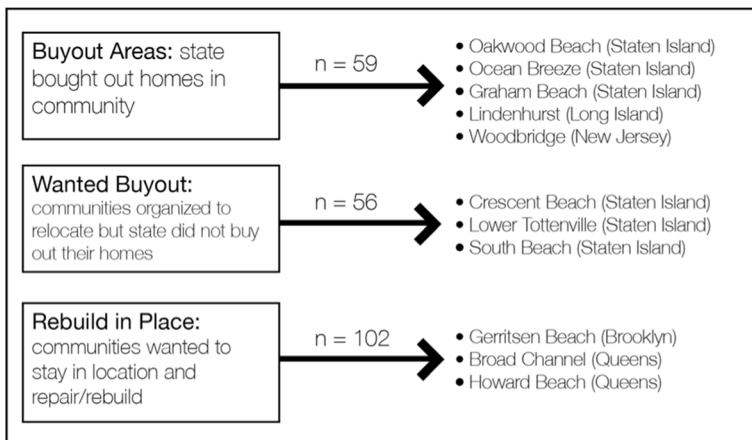 Buyout Areas: state
bought out homes in
community
n = 59
• Oakwood Beach (Staten Island)
• Ocean Breeze (Staten Island)
• Graham Beach (Staten Island)
• Lindenhurst (Long Island)
• Woodbridge (New Jersey)
Wanted Buyout:
communities organized to
relocate but state did not buy
out their homes
n = 56
• Crescent Beach (Staten Island)
• Lower Tottenville (Staten Island)
• South Beach (Staten Island)
Rebuild in Place:
communities wanted to
stay in location and
repair/rebuild
n = 102
• Gerritsen Beach (Brooklyn)
• Broad Channel (Queens)
• Howard Beach (Queens)